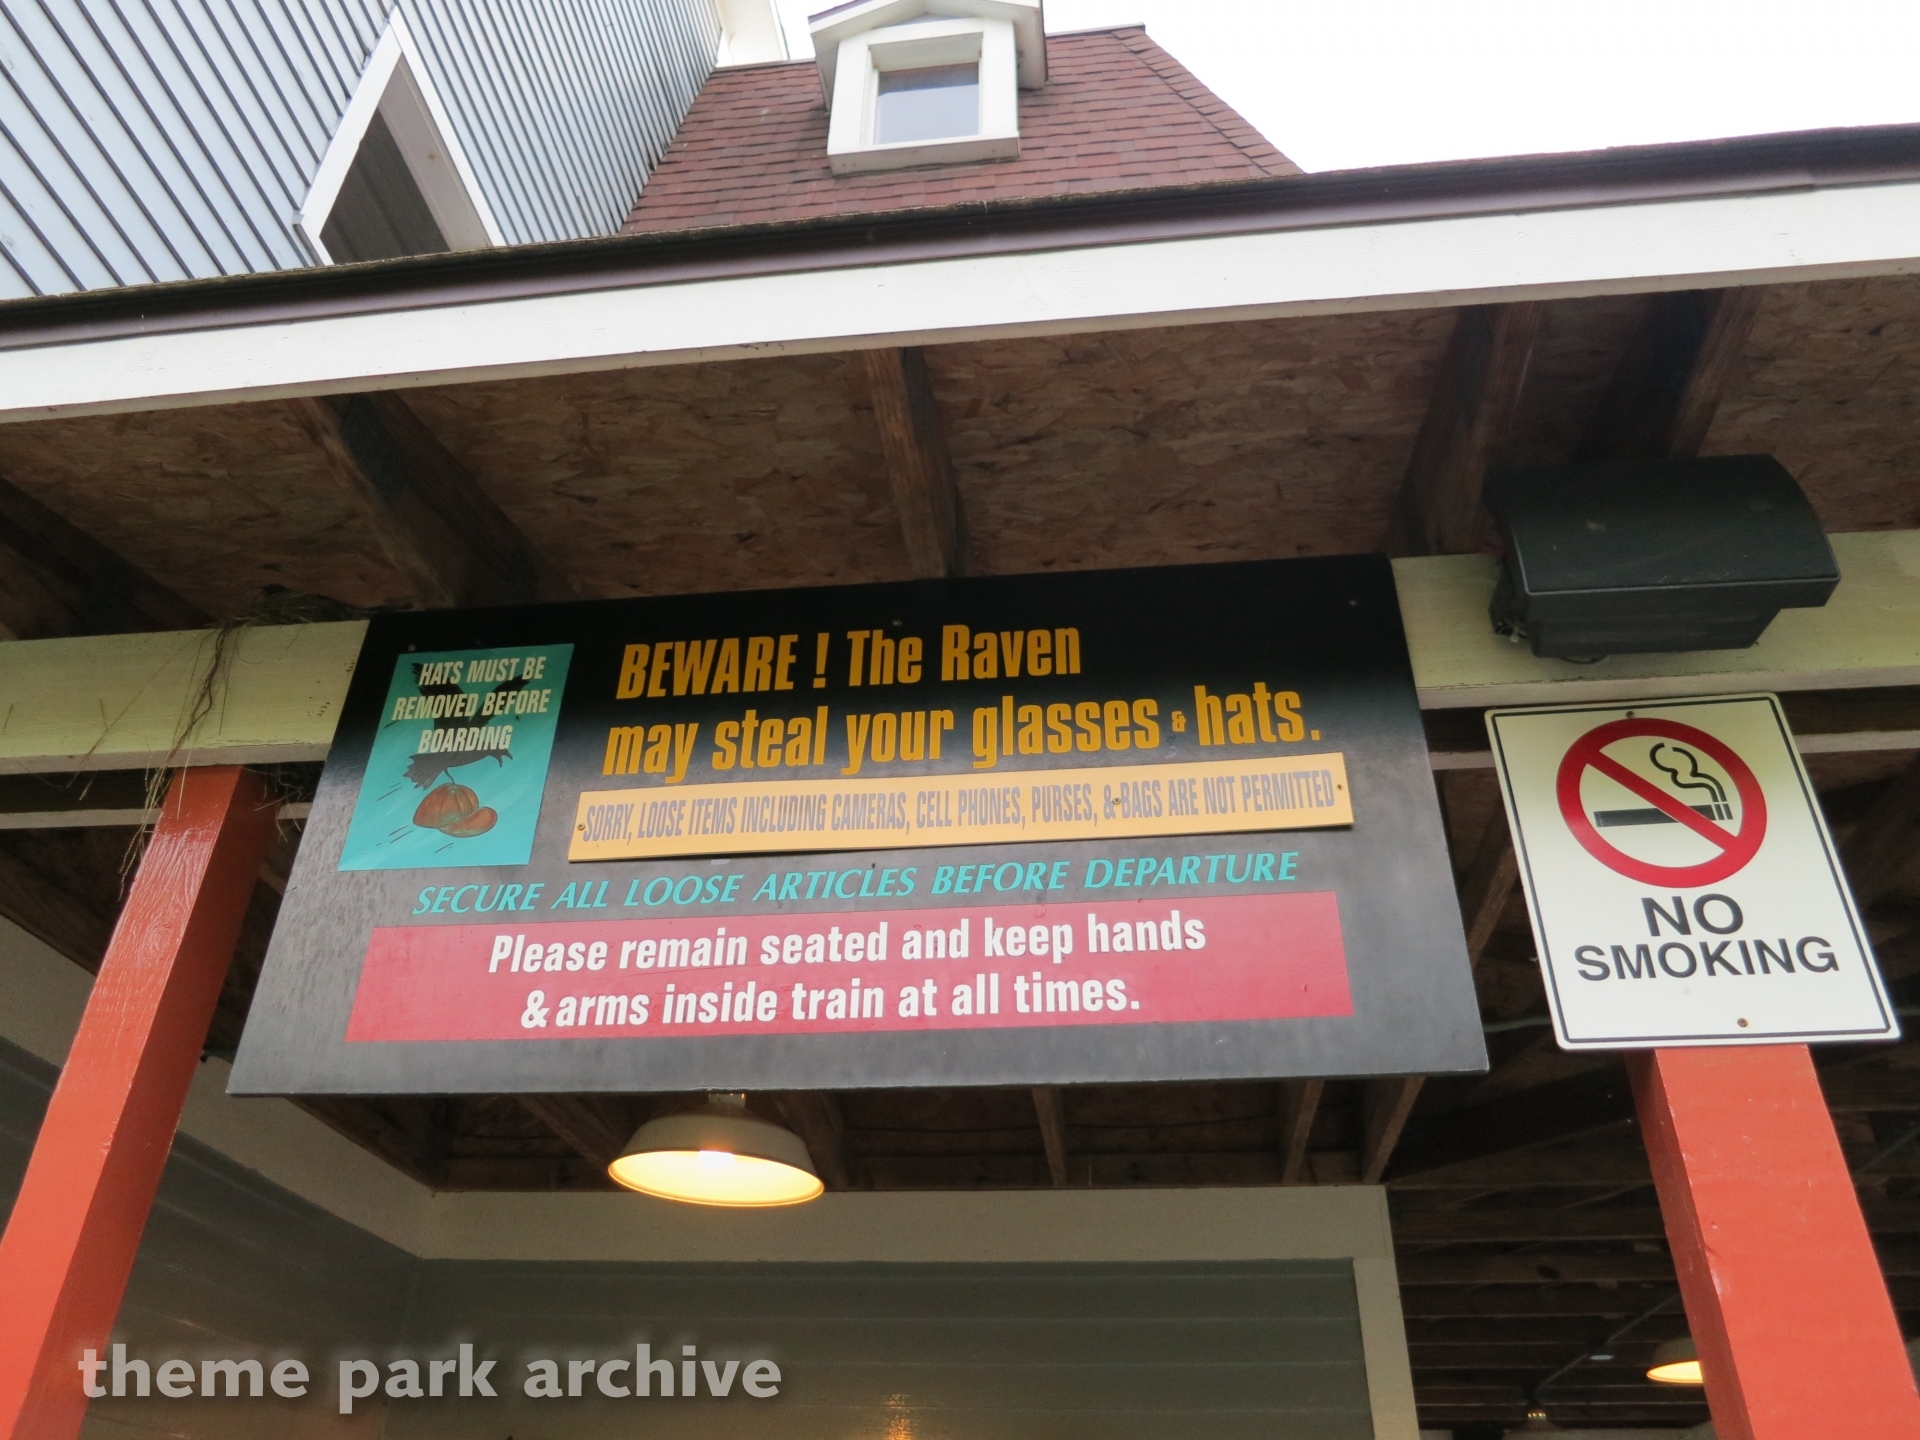 HATS MUST BE
REMOVED BEFORE
BOARDING
BEWARE ! The Raven
may steal your glasses & hats.
SORRY, LOOSE ITEMS INCLUDING CAMERAS, CELL PHONES, PURSES, & BAGS ARE NOT PERMITTED
SECURE ALL LOOSE ARTICLES BEFORE DEPARTURE
Please remain seated and keep hands
& arms inside train at all times.
NO
SMOKING
theme park archive